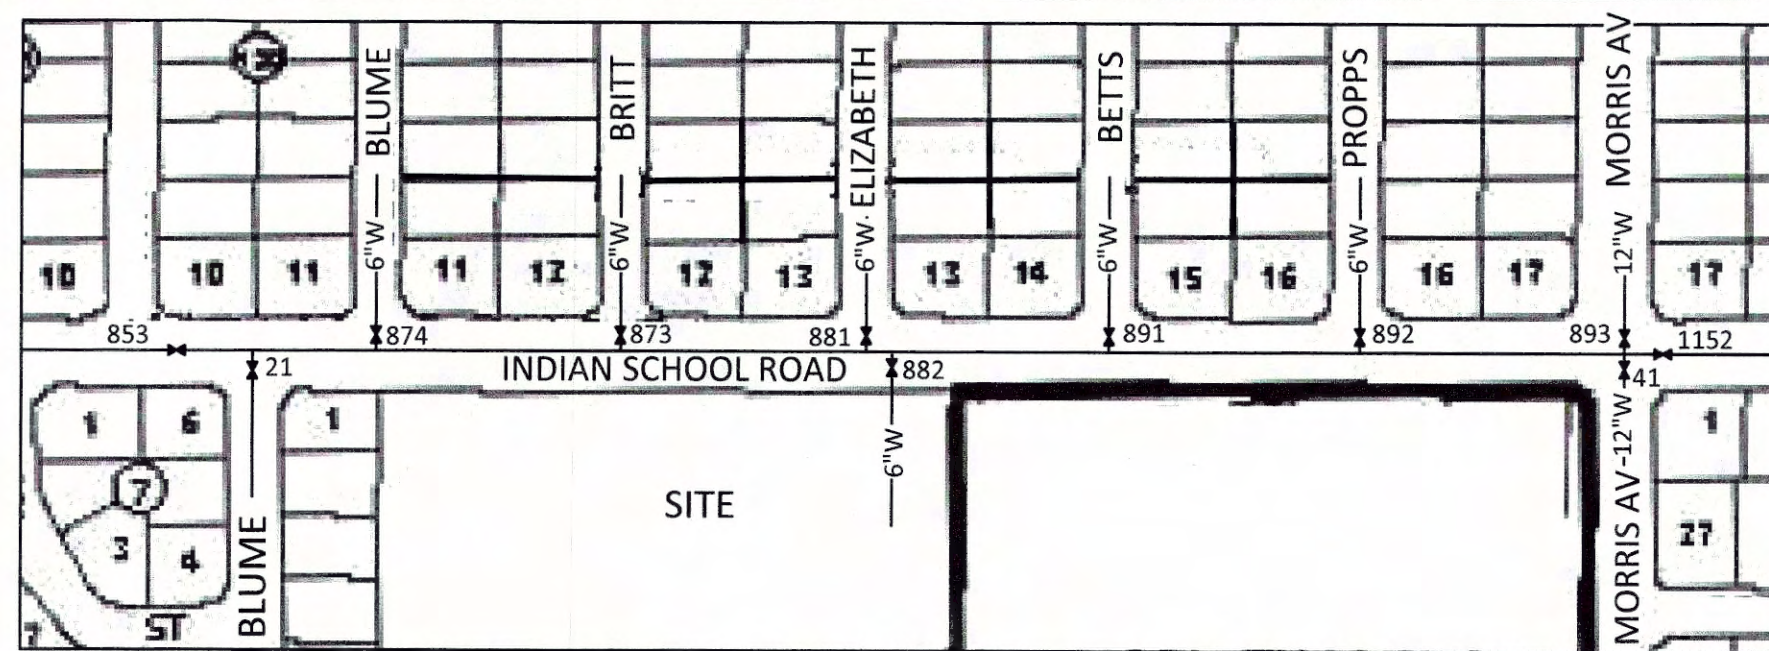 BLUME
BRITT
ELIZABETH
BETTS
PROPPS
MORRIS AV
6"W
6"W
6"W
6"W
6"W
12"W
10
10
11
11
12
12
13
13
14
15
16
16
17
17
853
874
873
881
891
892
893
1152
21
INDIAN SCHOOL ROAD
882
41
1
6
1
1
6"W
12"W
7
SITE
3
4
27
BLUME
MORRIS AV
ST